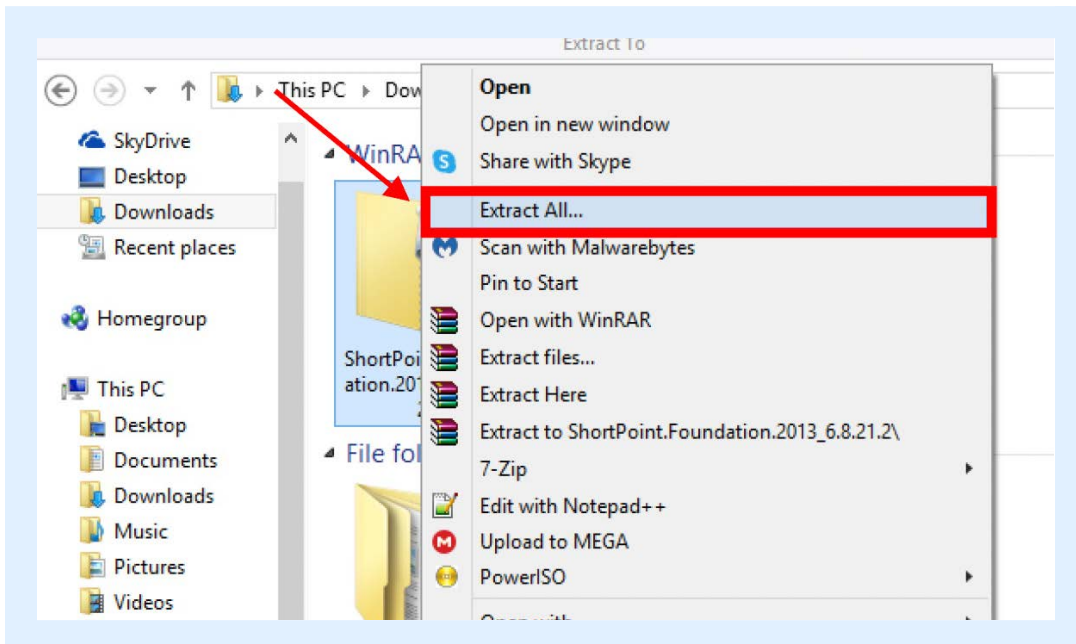 Extract To
This PC Dow
SkyDrive
Desktop
Downloads
Recent places
Homegroup
This PC
Desktop
Documents
Downloads
Music
Pictures
Videos
WinRA
ShortPoi
ation.201
File fol
Open
Open in new window
Share with Skype
Extract All...
Scan with Malwarebytes
Pin to Start
Open with WinRAR
Extract files...
Extract Here
Extract to ShortPoint.Foundation.2013_6.8.21.2\
7-Zip
Edit with Notepad++
Upload to MEGA
PowerISO
Open with